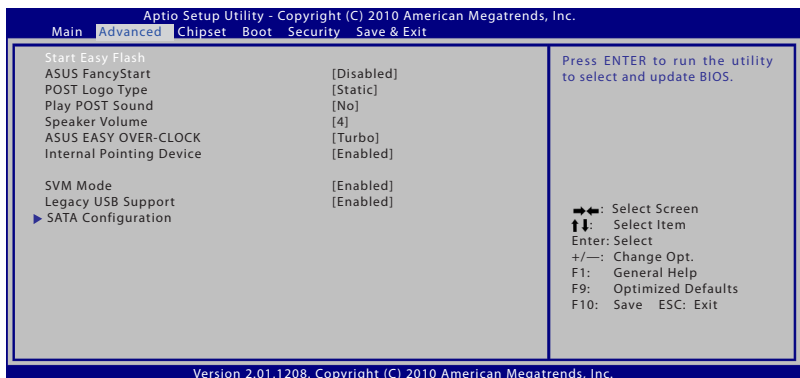 Aptio Setup Utility - Copyright (C) 2010 American Megatrends, Inc.
Main Advanced Chipset Boot Security Save & Exit
Start Easy Flash
ASUS FancyStart [Disabled]
POST Logo Type [Static]
Play POST Sound [No]
Speaker Volume [4]
ASUS EASY OVER-CLOCK [Turbo]
Internal Pointing Device [Enabled]
SVM Mode [Enabled]
Legacy USB Support [Enabled]
SATA Configuration
Press ENTER to run the utility
to select and update BIOS.
→←: Select Screen
↑↓: Select Item
Enter: Select
+/—: Change Opt.
F1: General Help
F9: Optimized Defaults
F10: Save ESC: Exit
Version 2.01.1208. Copyright (C) 2010 American Megatrends, Inc.